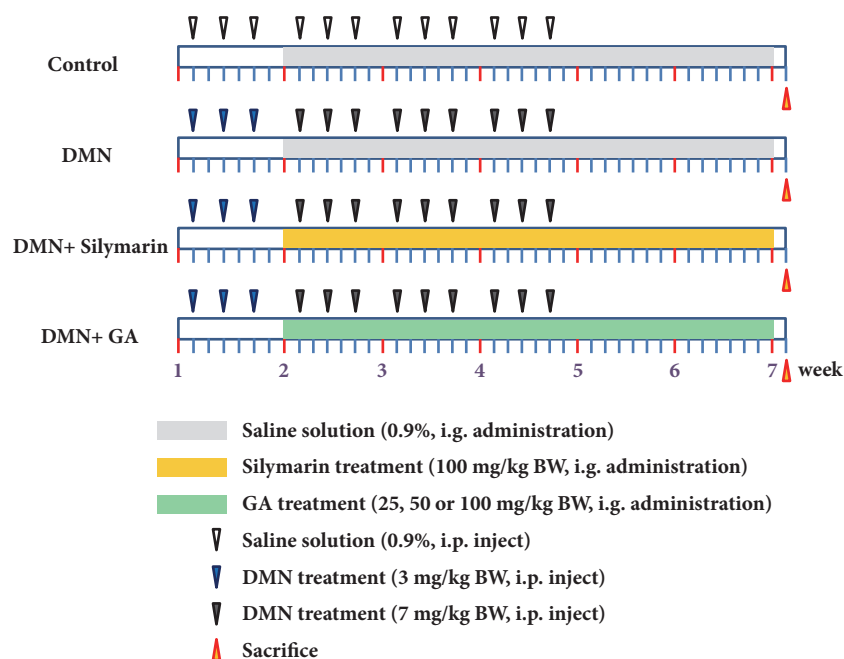 Control
DMN
DMN+ Silymarin
DMN+ GA
1 2 3 4 5 6 7 week
Saline solution (0.9%, i.g. administration)
Silymarin treatment (100 mg/kg BW, i.g. administration)
GA treatment (25, 50 or 100 mg/kg BW, i.g. administration)
Saline solution (0.9%, i.p. inject)
DMN treatment (3 mg/kg BW, i.p. inject)
DMN treatment (7 mg/kg BW, i.p. inject)
Sacrifice